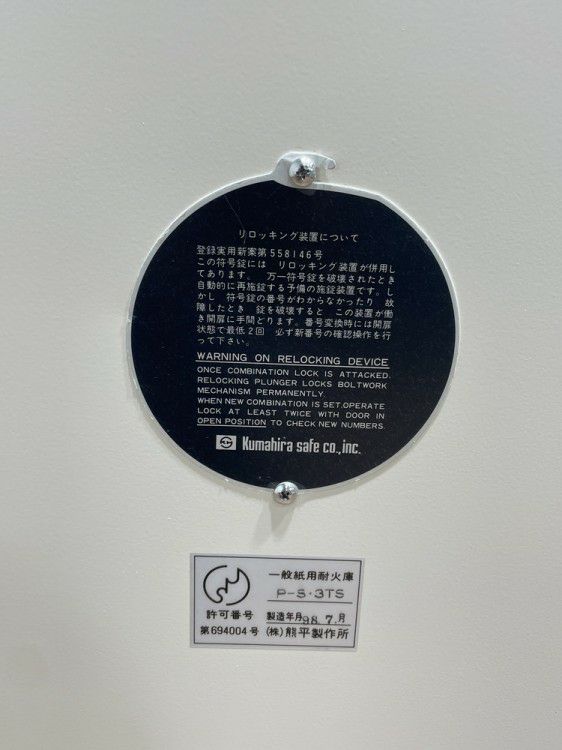 リロッキング装置について
登録実用新案第558146号
この符号錠には リロッキング装置が併用し
てあります。 万一符号錠を破壊されたとき
自動的に再施錠する予備の施錠装置です。し
かし 符号錠の番号がわからなかったり 故
障したとき 錠を破壊すると この装置が働
き開扉に手間どります。番号変換時には開扉
状態で最低2回 必ず新番号の確認操作を行
って下さい。
WARNING ON RELOCKING DEVICE
ONCE COMBINATION LOCK IS ATTACKED.
RELOCKING PLUNGER LOCKS BOLTWORK
MECHANISM PERMANENTLY.
WHEN NEW COMBINATION IS SET.OPERATE
LOCK AT LEAST TWICE WITH DOOR IN
OPEN POSITION TO CHECK NEW NUMBERS.
Kumahira safe co.,inc.
一般紙用耐火庫
P-S・3TS
許可番号
製造年月 98.7.月
第694004号
(株)熊平製作所